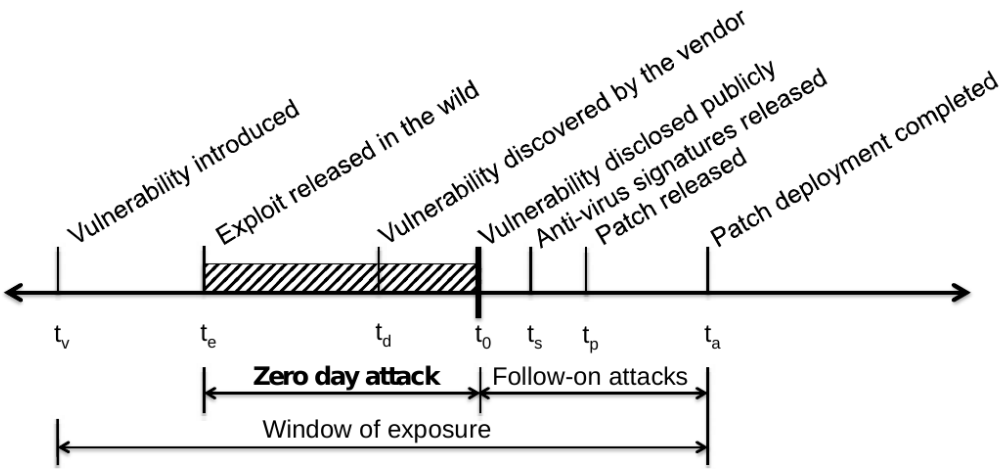 Vulnerability introduced
Exploit released in the wild
Vulnerability discovered by the vendor
Vulnerability disclosed publicly
Anti-virus signatures released
Patch released
Patch deployment completed
tv
te
td
t0
ts
tp
ta
Zero day attack
Follow-on attacks
Window of exposure